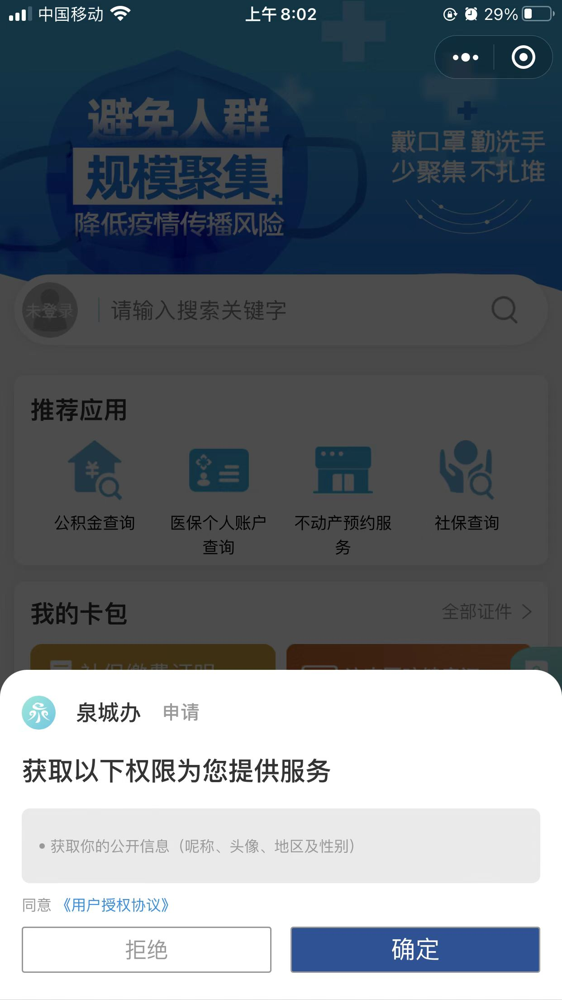 中国移动
上午8:02
29%
避免人群
规模聚集
降低疫情传播风险
戴口罩 勤洗手
少聚集 不扎堆
未登录
请输入搜索关键字
推荐应用
公积金查询
医保个人账户
查询
不动产预约服
务
社保查询
我的卡包
全部证件
社保缴费证明
泉城办 申请
获取以下权限为您提供服务
• 获取你的公开信息（呢称、头像、地区及性别）
同意 《用户授权协议》
拒绝
确定